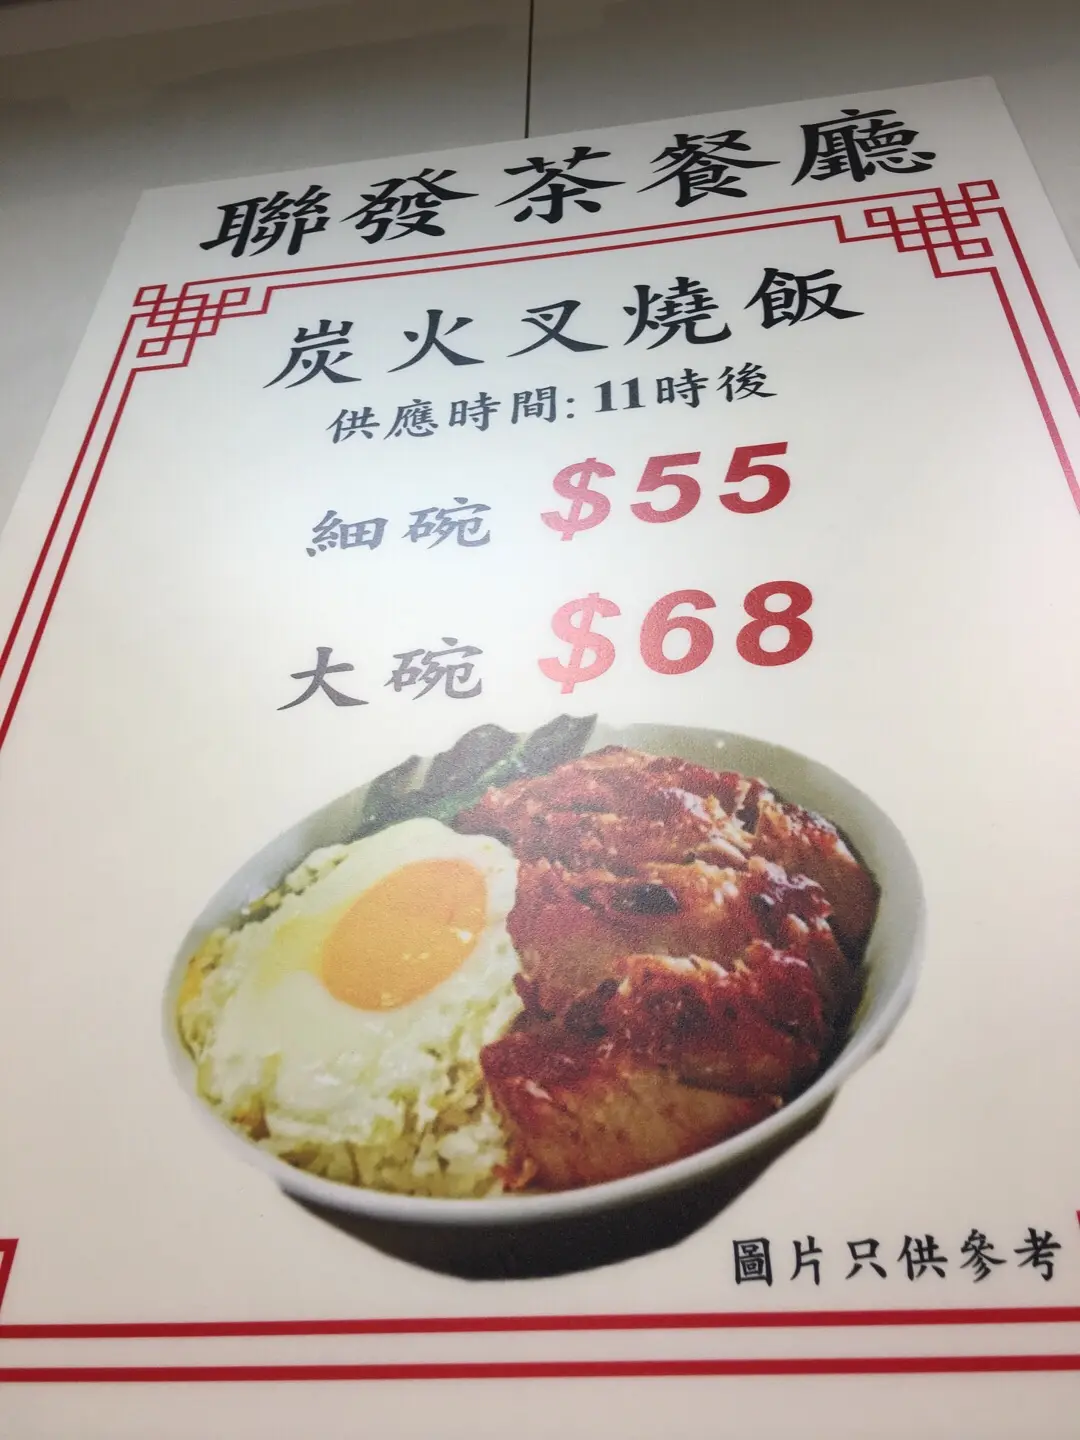 聯發茶餐廳
炭火叉燒飯
供應時間: 11時後
細碗 $55
大碗 $68
圖片只供參考